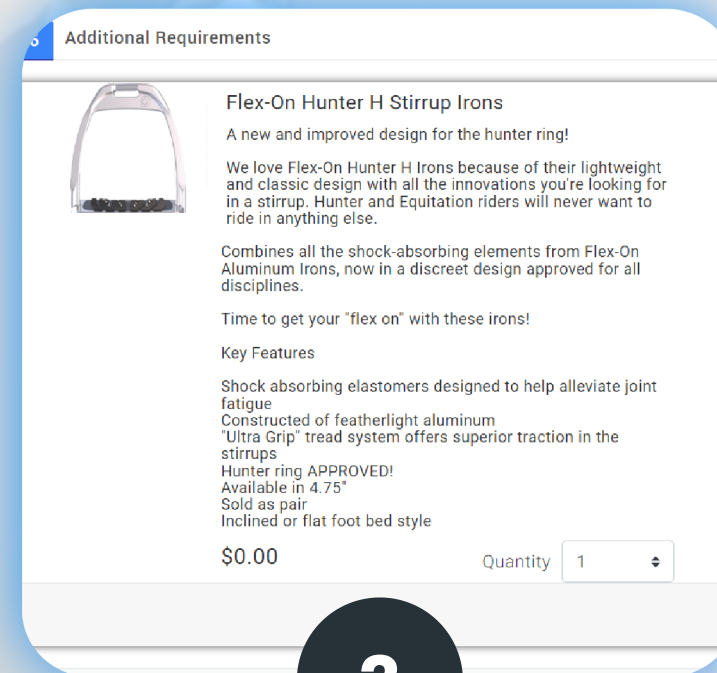 Additional Requirements
Flex-On Hunter H Stirrup Irons
A new and improved design for the hunter ring!
We love Flex-On Hunter H Irons because of their lightweight
and classic design with all the innovations you're looking for
in a stirrup. Hunter and Equitation riders will never want to
ride in anything else.
Combines all the shock-absorbing elements from Flex-On
Aluminum Irons, now in a discreet design approved for all
disciplines.
Time to get your "flex on" with these irons!
Key Features
Shock absorbing elastomers designed to help alleviate joint
fatigue
Constructed of featherlight aluminum
"Ultra Grip" tread system offers superior traction in the
stirrups
Hunter ring APPROVED!
Available in 4.75"
Sold as pair
Inclined or flat foot bed style
$0.00
Quantity 1